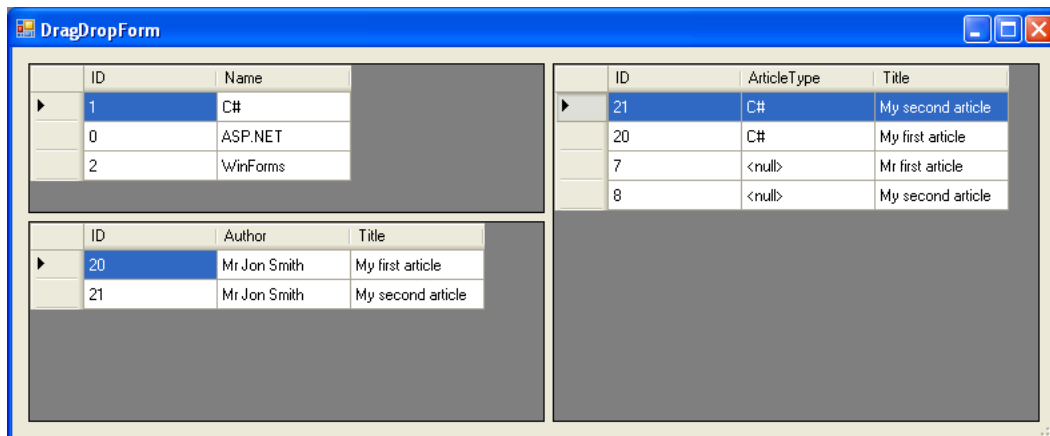 DragDropForm
ID Name
1 C#
0 ASP.NET
2 WinForms
ID Author Title
20 Mr Jon Smith My first article
21 Mr Jon Smith My second article
ID ArticleType Title
21 C# My second article
20 C# My first article
7 <null> Mr first article
8 <null> My second article